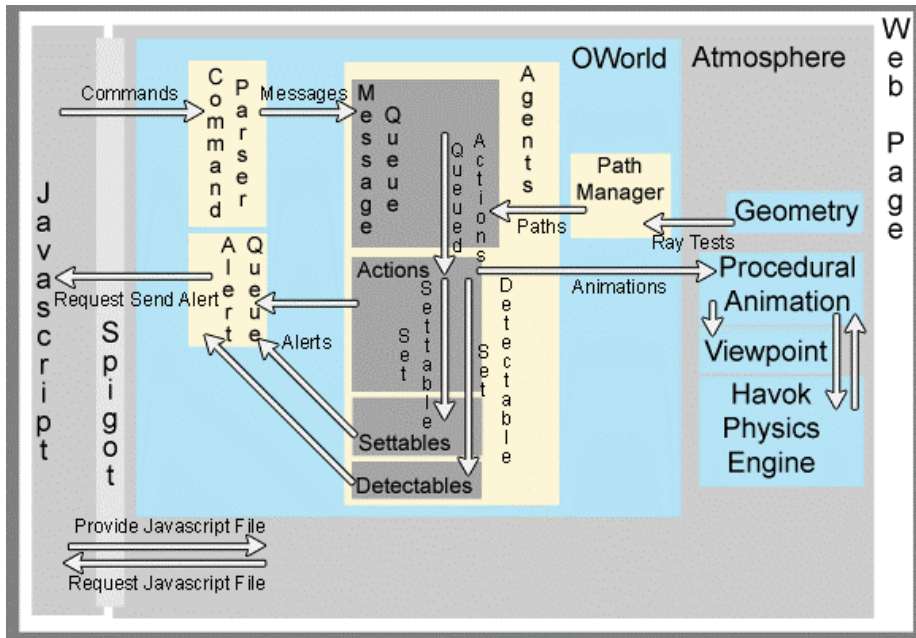 Web Page
OWorld
Atmosphere
Javascript
Spigot
Commands
Command
Parser
Messages
Message
Queue
Queued
Actions
Agents
Path
Manager
Paths
Geometry
Ray Tests
Alert
Queue
Request Send Alert
Alerts
Actions
Set
Settable
Set
Detectable
Animations
Procedural
Animation
Viewpoint
Havok
Physics
Engine
Settables
Detectables
Provide Javascript File
Request Javascript File